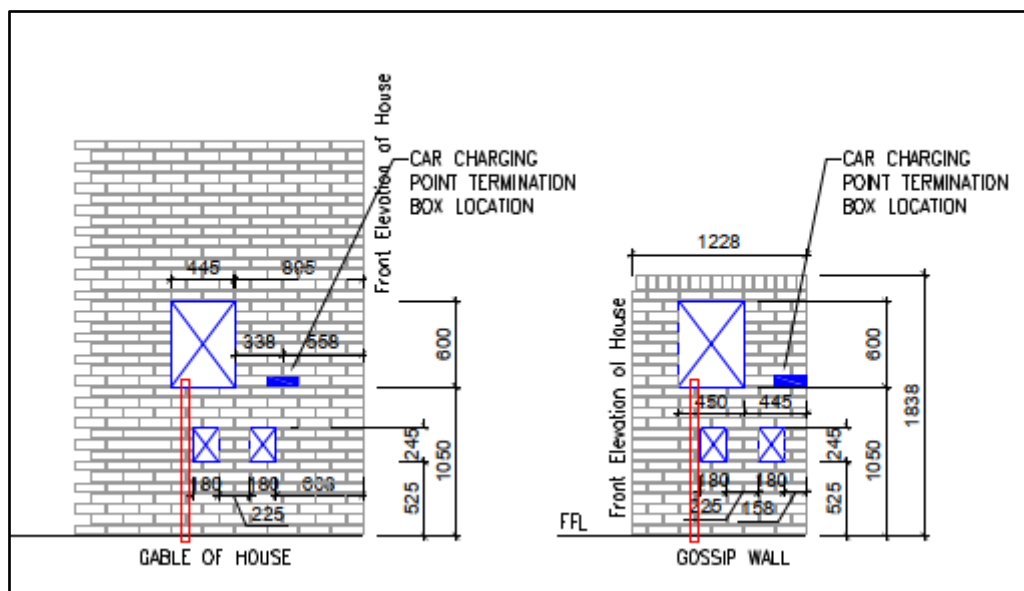 Front Elevation of House
CAR CHARGING
POINT TERMINATION
BOX LOCATION
445
338
558
600
245
1050
525
180
180
225
GABLE OF HOUSE
CAR CHARGING
POINT TERMINATION
BOX LOCATION
1228
Front Elevation of House
600
1838
450
445
245
1050
525
180
180
225
158
FFL
GOSSIP WALL